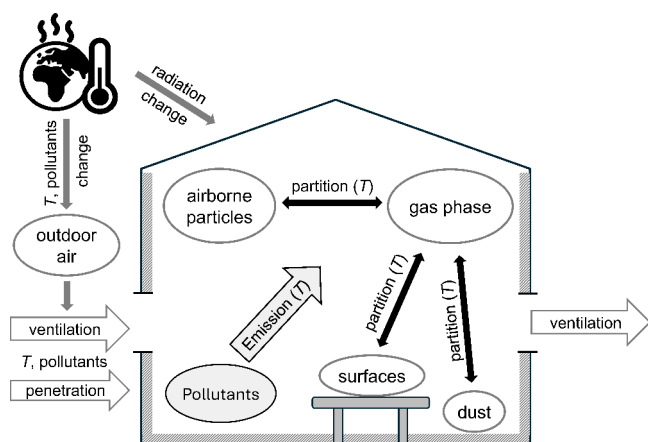 radiation
change
T, pollutants
change
outdoor
air
ventilation
T, pollutants
penetration
airborne
particles
partition (T)
gas phase
Emission (T)
partition (T)
partition (T)
Pollutants
surfaces
dust
ventilation